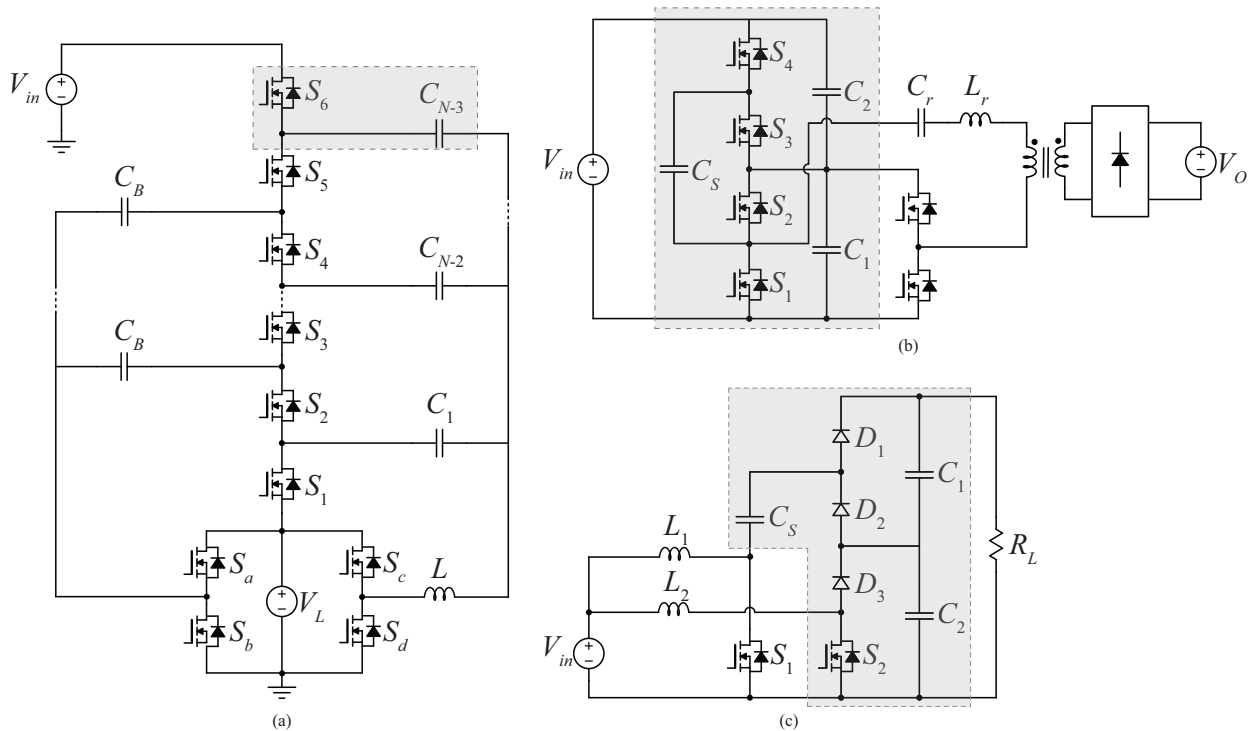 V_in
S_6
C_{N-3}
S_5
C_B
S_4
C_{N-2}
S_3
C_B
S_2
C_1
S_1
S_a
S_c
L
V_L
S_b
S_d
(a)
S_4
C_2
C_r
L_r
S_3
V_in
C_S
V_O
S_2
C_1
S_1
(b)
D_1
C_1
C_S
D_2
L_1
R_L
D_3
L_2
C_2
V_in
S_1
S_2
(c)